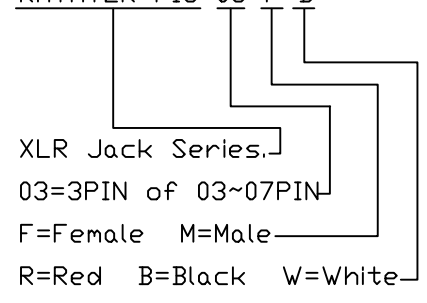 XLR Jack Series.
03=3PIN of 03~07PIN
F=Female M=Male
R=Red B=Black W=White